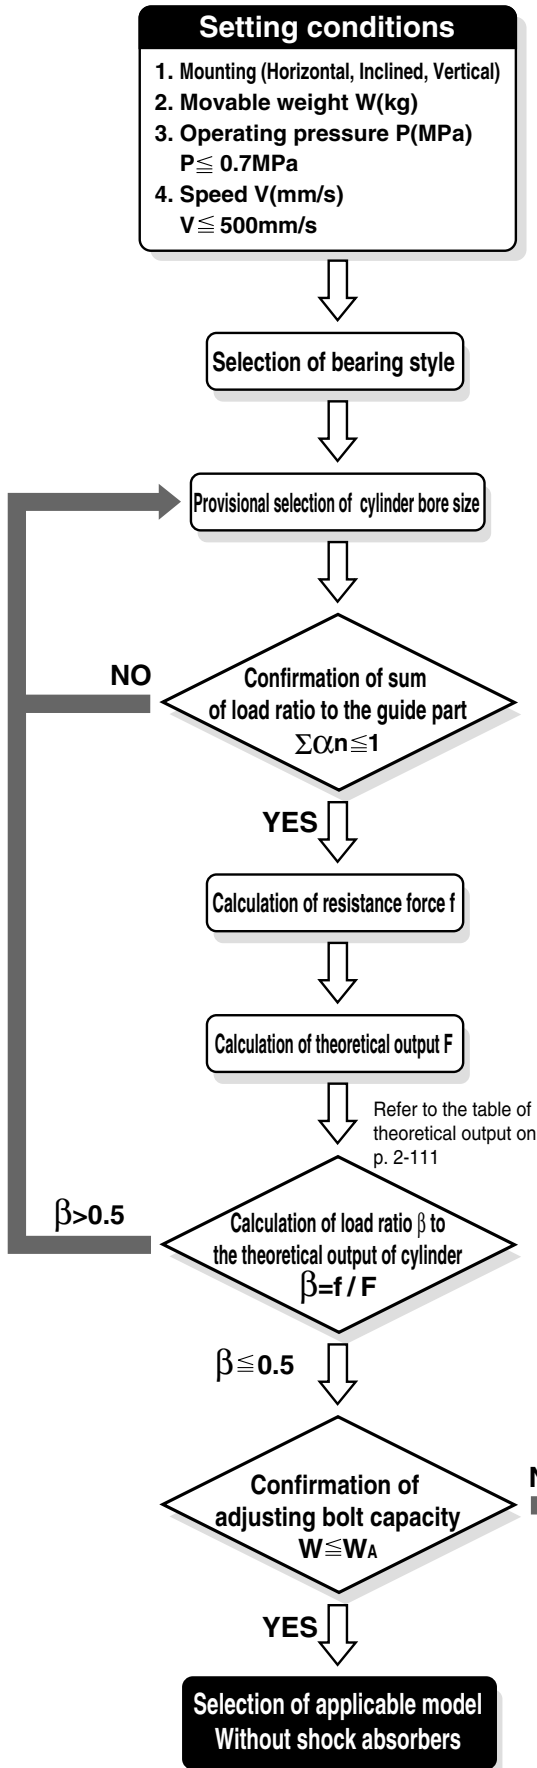 Setting conditions
1. Mounting (Horizontal, Inclined, Vertical)
2. Movable weight W(kg)
3. Operating pressure P(MPa)
P≦ 0.7MPa
4. Speed V(mm/s)
V≦ 500mm/s
Selection of bearing style
Provisional selection of cylinder bore size
NO
Confirmation of sum
of load ratio to the guide part
Σαn≦1
YES
Calculation of resistance force f
Calculation of theoretical output F
Refer to the table of
theoretical output on
p. 2-111
β>0.5
Calculation of load ratio β to
the theoretical output of cylinder
β=f / F
β≦0.5
Confirmation of
adjusting bolt capacity
W≦WA
YES
Selection of applicable model
Without shock absorbers